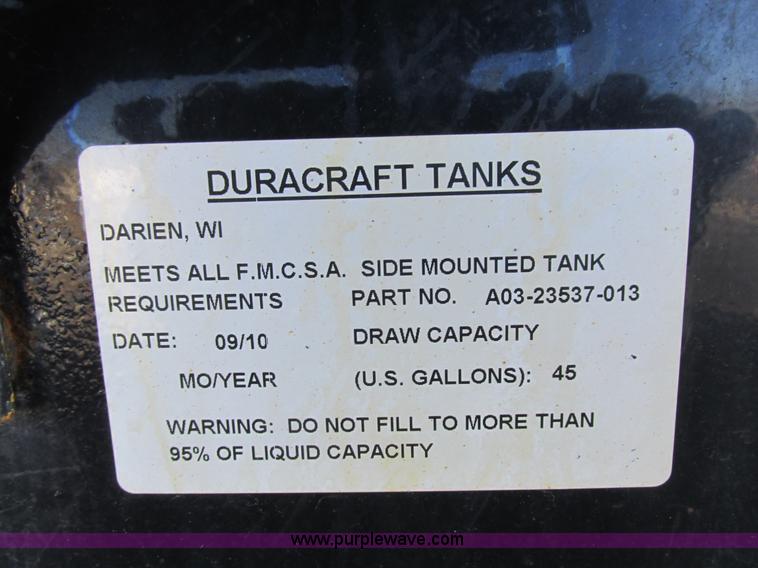 DURACRAFT TANKS
DARIEN, WI
MEETS ALL F.M.C.S.A. SIDE MOUNTED TANK
REQUIREMENTS PART NO. A03-23537-013
DATE: 09/10 DRAW CAPACITY
MO/YEAR (U.S. GALLONS): 45
WARNING: DO NOT FILL TO MORE THAN
95% OF LIQUID CAPACITY
www.purplewave.com